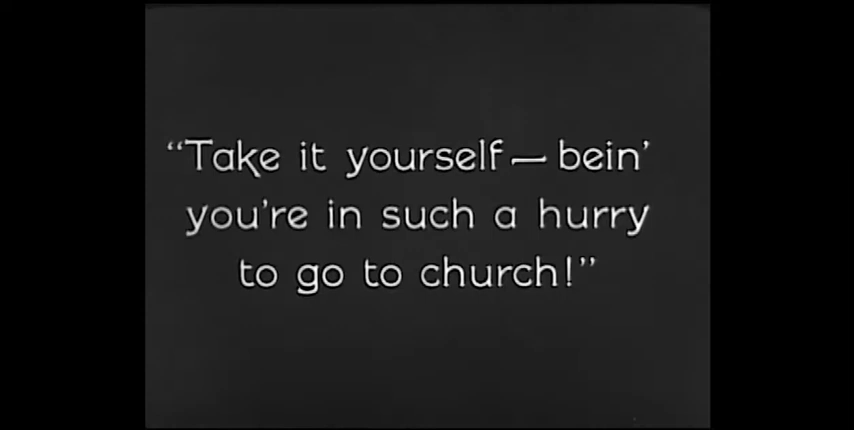 “Take it yourself — bein’
you’re in such a hurry
to go to church!”